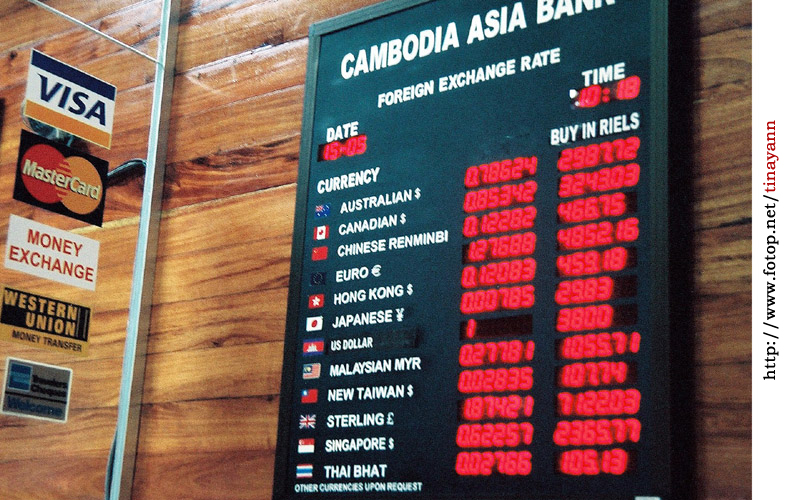 VISA
MasterCard
MONEY
EXCHANGE
WESTERN
UNION
MONEY TRANSFER
Travelers
Cheques
Welcome
CAMBODIA ASIA BANK
FOREIGN EXCHANGE RATE
DATE TIME
15-05 10:18
CURRENCY BUY IN RIELS
AUSTRALIAN $ 0.78624 2987.72
CANADIAN $ 0.85342 3243.03
CHINESE RENMINBI 0.12282 466.75
EURO € 1.27688 4852.16
HONG KONG $ 0.12083 459.18
JAPANESE ¥ 0.00785 29.83
US DOLLAR 1 3800
MALAYSIAN MYR 0.27781 1055.71
NEW TAIWAN $ 0.02835 107.74
STERLING £ 1.87421 7122.03
SINGAPORE $ 0.62257 2365.77
THAI BHAT 0.02766 105.13
OTHER CURRENCIES UPON REQUEST
http://www.fotop.net/tinayann